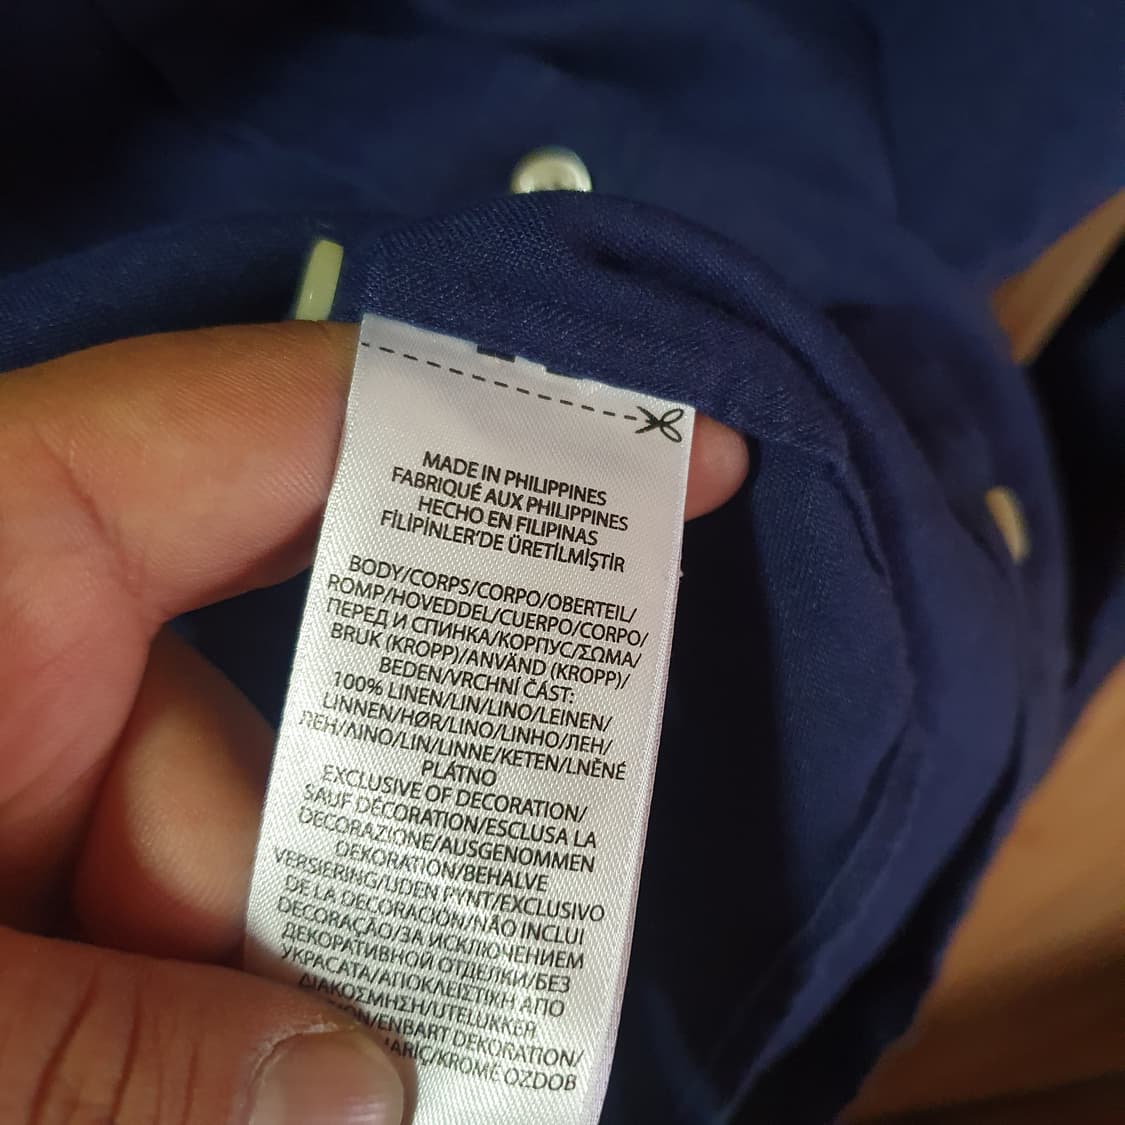 MADE IN PHILIPPINES
FABRIQUÉ AUX PHILIPPINES
HECHO EN FILIPINAS
FİLİPİNLER'DE ÜRETİLMİŞTİR
BODY/CORPS/CORPO/OBERTEIL/
ROMP/HOVEDDEL/CUERPO/CORPO/
ПЕРЕД И СПИНКА/КОРПУС/ΣΩΜΑ/
BRUK (KROPP)/ANVÄND (KROPP)/
BEDEN/VRCHNÍ ČÁST:
100% LINEN/LIN/LINO/LEINEN/
LINNEN/HØR/LINO/LINHO/ЛЕН/
ЛЕН/ΛΙΝΟ/LIN/LINNE/KETEN/LNĚNÉ
PLÁTNO
EXCLUSIVE OF DECORATION/
SAUF DÉCORATION/ESCLUSA LA
DECORAZIONE/AUSGENOMMEN
DEKORATION/BEHALVE
VERSIERING/UDEN PYNT/EXCLUSIVO
DE LA DECORACIÓN/NÃO INCLUI
DECORAÇÃO/ЗА ИСКЛЮЧЕНИЕМ
ДЕКОРАТИВНОЙ ОТДЕЛКИ/БЕЗ
УКРАСАТА/ΑΠΟΚΛΕΙΣΤΙΚΗ ΑΠΟ
ΔΙΑΚΟΣΜΗΣΗ/UTELUKKER
/ENBART DEKORATION/
/KROMĚ OZDOB